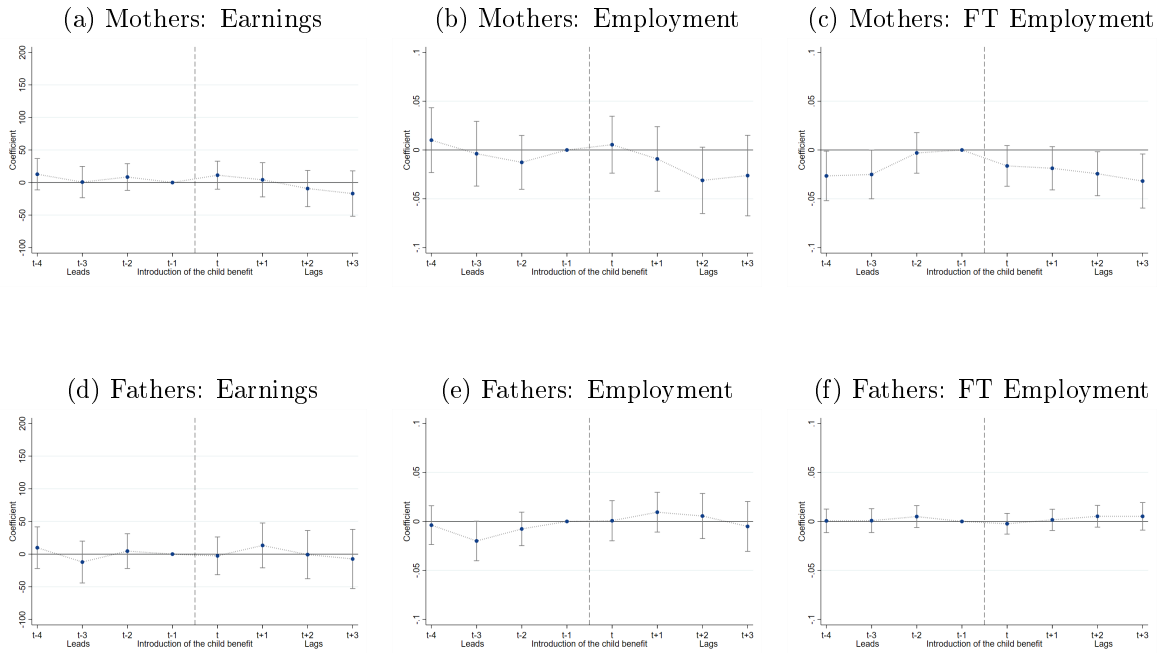 (a) Mothers: Earnings
(b) Mothers: Employment
(c) Mothers: FT Employment
200
150
100
50
0
-50
-100
Coefficient
t-4 t-3 t-2 t-1 t t+1 t+2 t+3
Leads Introduction of the child benefit Lags
.1
.05
0
-.05
-.1
Coefficient
t-4 t-3 t-2 t-1 t t+1 t+2 t+3
Leads Introduction of the child benefit Lags
.1
.05
0
-.05
-.1
Coefficient
t-4 t-3 t-2 t-1 t t+1 t+2 t+3
Leads Introduction of the child benefit Lags
(d) Fathers: Earnings
(e) Fathers: Employment
(f) Fathers: FT Employment
200
150
100
50
0
-50
-100
Coefficient
t-4 t-3 t-2 t-1 t t+1 t+2 t+3
Leads Introduction of the child benefit Lags
.1
.05
0
-.05
-.1
Coefficient
t-4 t-3 t-2 t-1 t t+1 t+2 t+3
Leads Introduction of the child benefit Lags
.1
.05
0
-.05
-.1
Coefficient
t-4 t-3 t-2 t-1 t t+1 t+2 t+3
Leads Introduction of the child benefit Lags